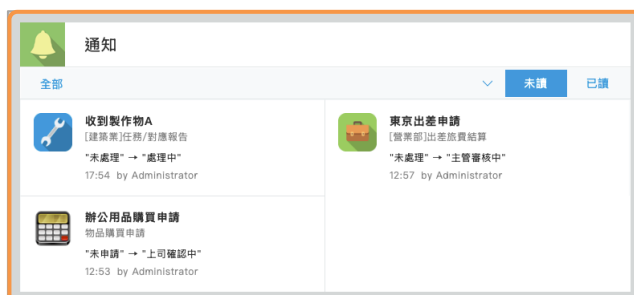 通知
全部
未讀
已讀
收到製作物A
[建築業]任務/對應報告
"未處理" → "處理中"
17:54 by Administrator
東京出差申請
[營業部]出差旅費結算
"未處理" → "主管審核中"
12:57 by Administrator
辦公用品購買申請
物品購買申請
"未申請" → "上司確認中"
12:53 by Administrator